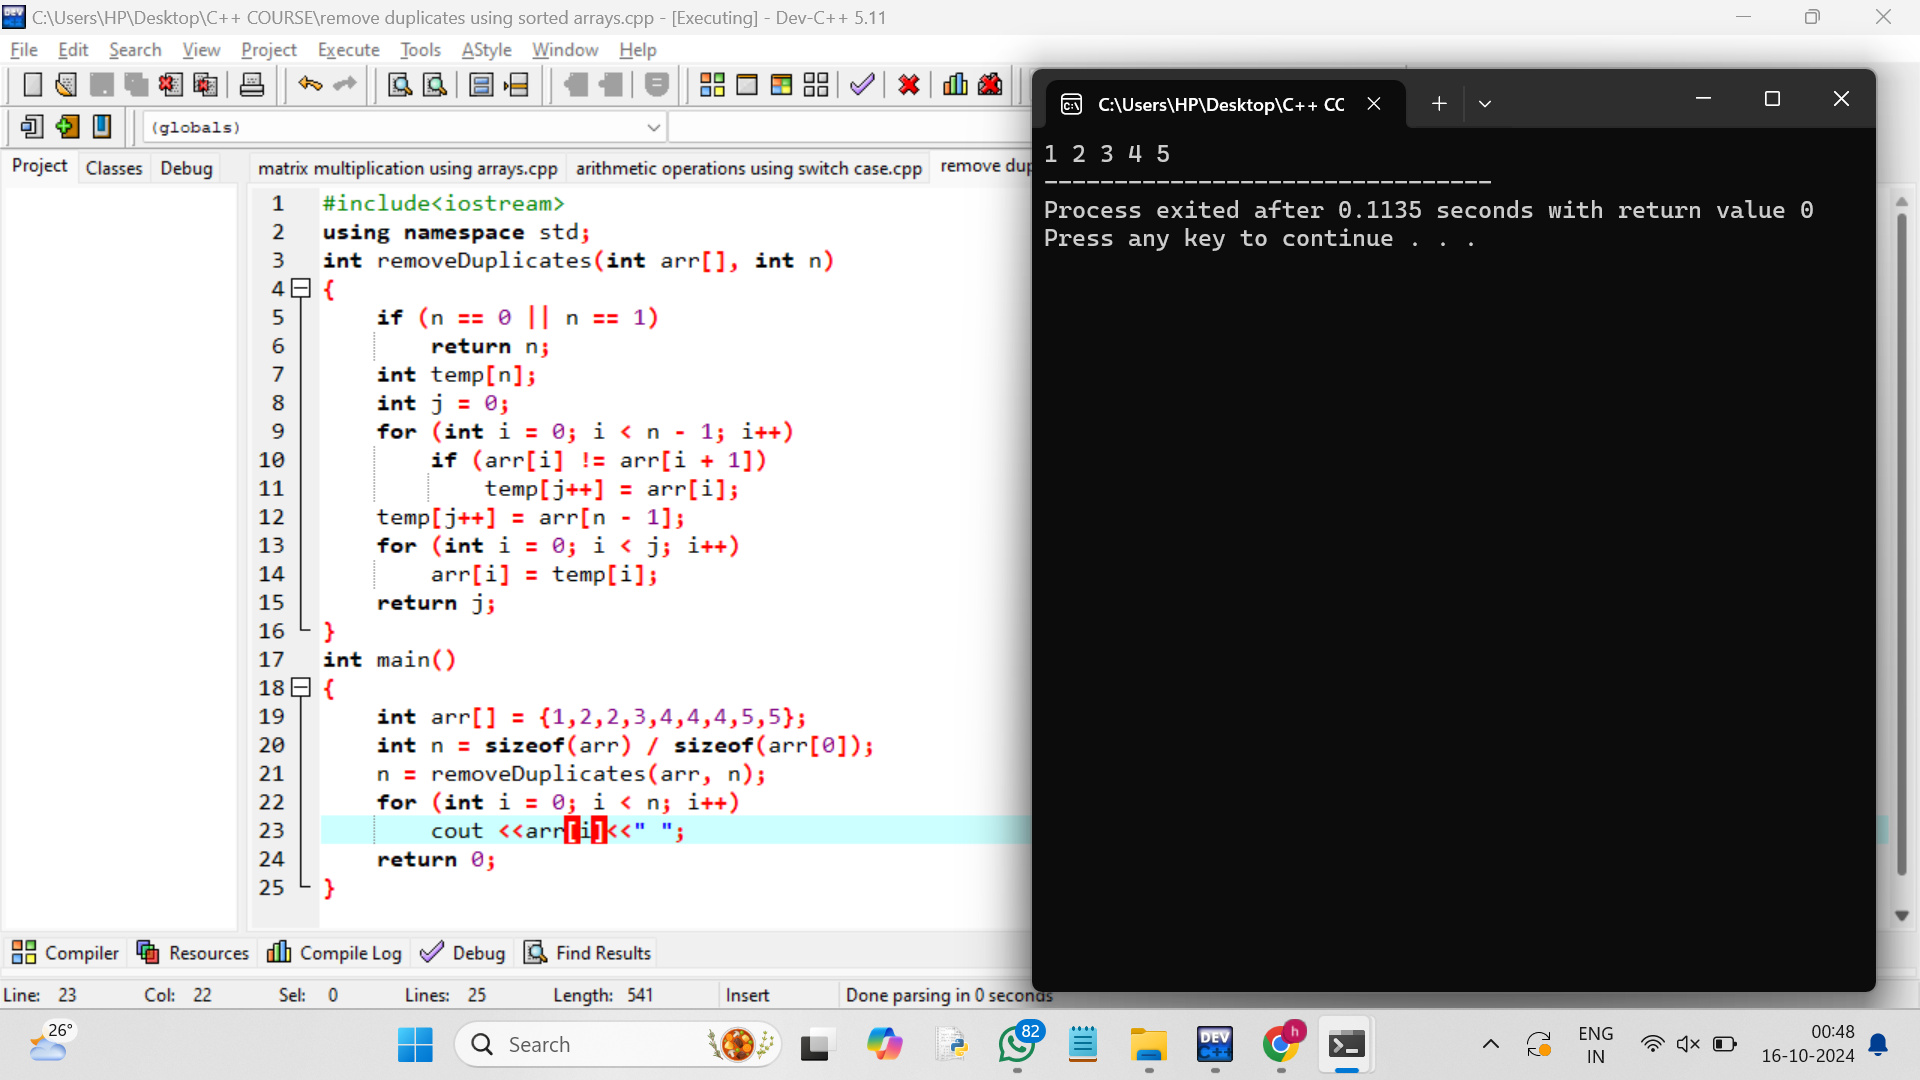 C:\Users\HP\Desktop\C++ COURSE\remove duplicates using sorted arrays.cpp - [Executing] - Dev-C++ 5.11
File Edit Search View Project Execute Tools AStyle Window Help
(globals)
Project Classes Debug
matrix multiplication using arrays.cpp arithmetic operations using switch case.cpp remove dup
1 #include<iostream>
2 using namespace std;
3 int removeDuplicates(int arr[], int n)
4 {
5 if (n == 0 || n == 1)
6 return n;
7 int temp[n];
8 int j = 0;
9 for (int i = 0; i < n - 1; i++)
10 if (arr[i] != arr[i + 1])
11 temp[j++] = arr[i];
12 temp[j++] = arr[n - 1];
13 for (int i = 0; i < j; i++)
14 arr[i] = temp[i];
15 return j;
16 }
17 int main()
18 {
19 int arr[] = {1,2,2,3,4,4,4,5,5};
20 int n = sizeof(arr) / sizeof(arr[0]);
21 n = removeDuplicates(arr, n);
22 for (int i = 0; i < n; i++)
23 cout <<arr[i]<<" ";
24 return 0;
25 }
C:\Users\HP\Desktop\C++ CC
1 2 3 4 5
--------------------------------
Process exited after 0.1135 seconds with return value 0
Press any key to continue . . .
Compiler Resources Compile Log Debug Find Results
Line: 23 Col: 22 Sel: 0 Lines: 25 Length: 541 Insert Done parsing in 0 seconds
26°
Search
DEV C++
82
h
ENG
IN
00:48
16-10-2024